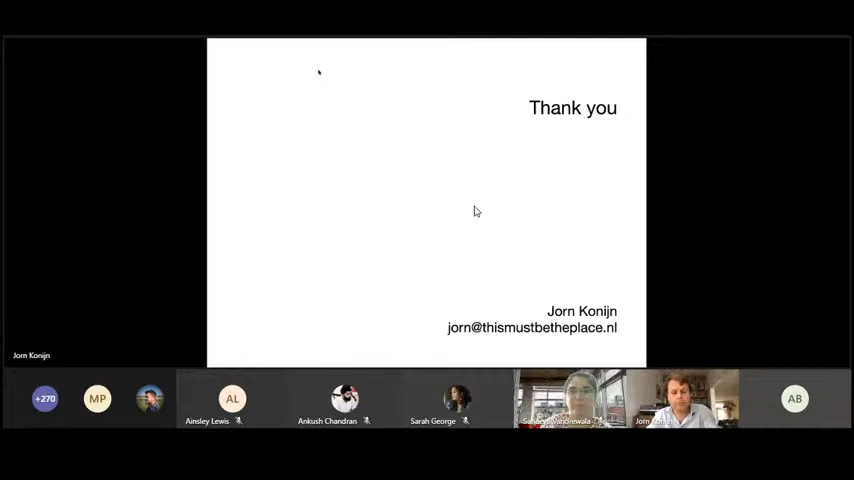 Thank you
Jorn Konijn
jorn@thismustbetheplace.nl
Jorn Konijn
+270
MP
AL
Ainsley Lewis
Ankush Chandran
Sarah George
Jorn
AB